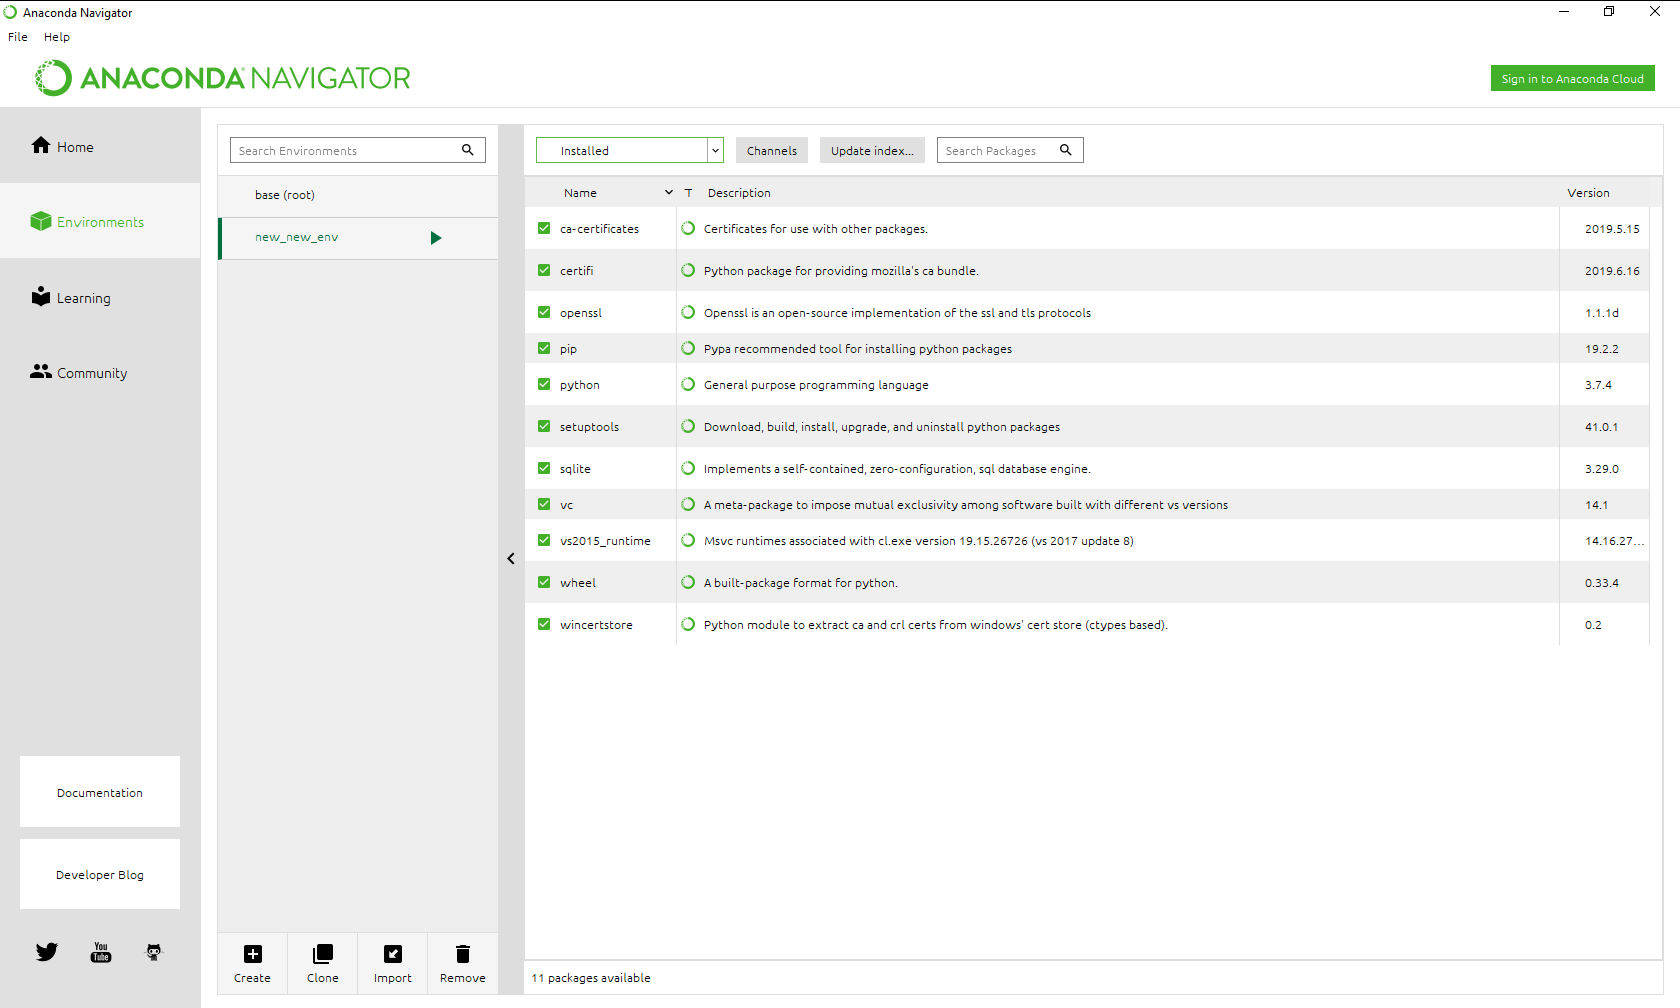 Anaconda Navigator
File Help
ANACONDA NAVIGATOR
Sign in to Anaconda Cloud
Home
Environments
Learning
Community
Documentation
Developer Blog
You
Tube
Search Environments
base (root)
new_new_env
Create Clone Import Remove
Installed Channels Update index... Search Packages
Name T Description Version
ca-certificates Certificates for use with other packages. 2019.5.15
certifi Python package for providing mozilla's ca bundle. 2019.6.16
openssl Openssl is an open-source implementation of the ssl and tls protocols 1.1.1d
pip Pypa recommended tool for installing python packages 19.2.2
python General purpose programming language 3.7.4
setuptools Download, build, install, upgrade, and uninstall python packages 41.0.1
sqlite Implements a self-contained, zero-configuration, sql database engine. 3.29.0
vc A meta-package to impose mutual exclusivity among software built with different vs versions 14.1
vs2015_runtime Msvc runtimes associated with cl.exe version 19.15.26726 (vs 2017 update 8) 14.16.27...
wheel A built-package format for python. 0.33.4
wincertstore Python module to extract ca and crl certs from windows' cert store (ctypes based). 0.2
11 packages available